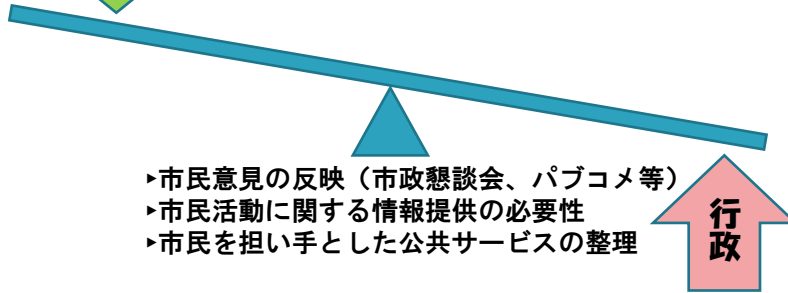 ▸市民意見の反映（市政懇談会、パブコメ等）
▸市民活動に関する情報提供の必要性
▸市民を担い手とした公共サービスの整理
行政